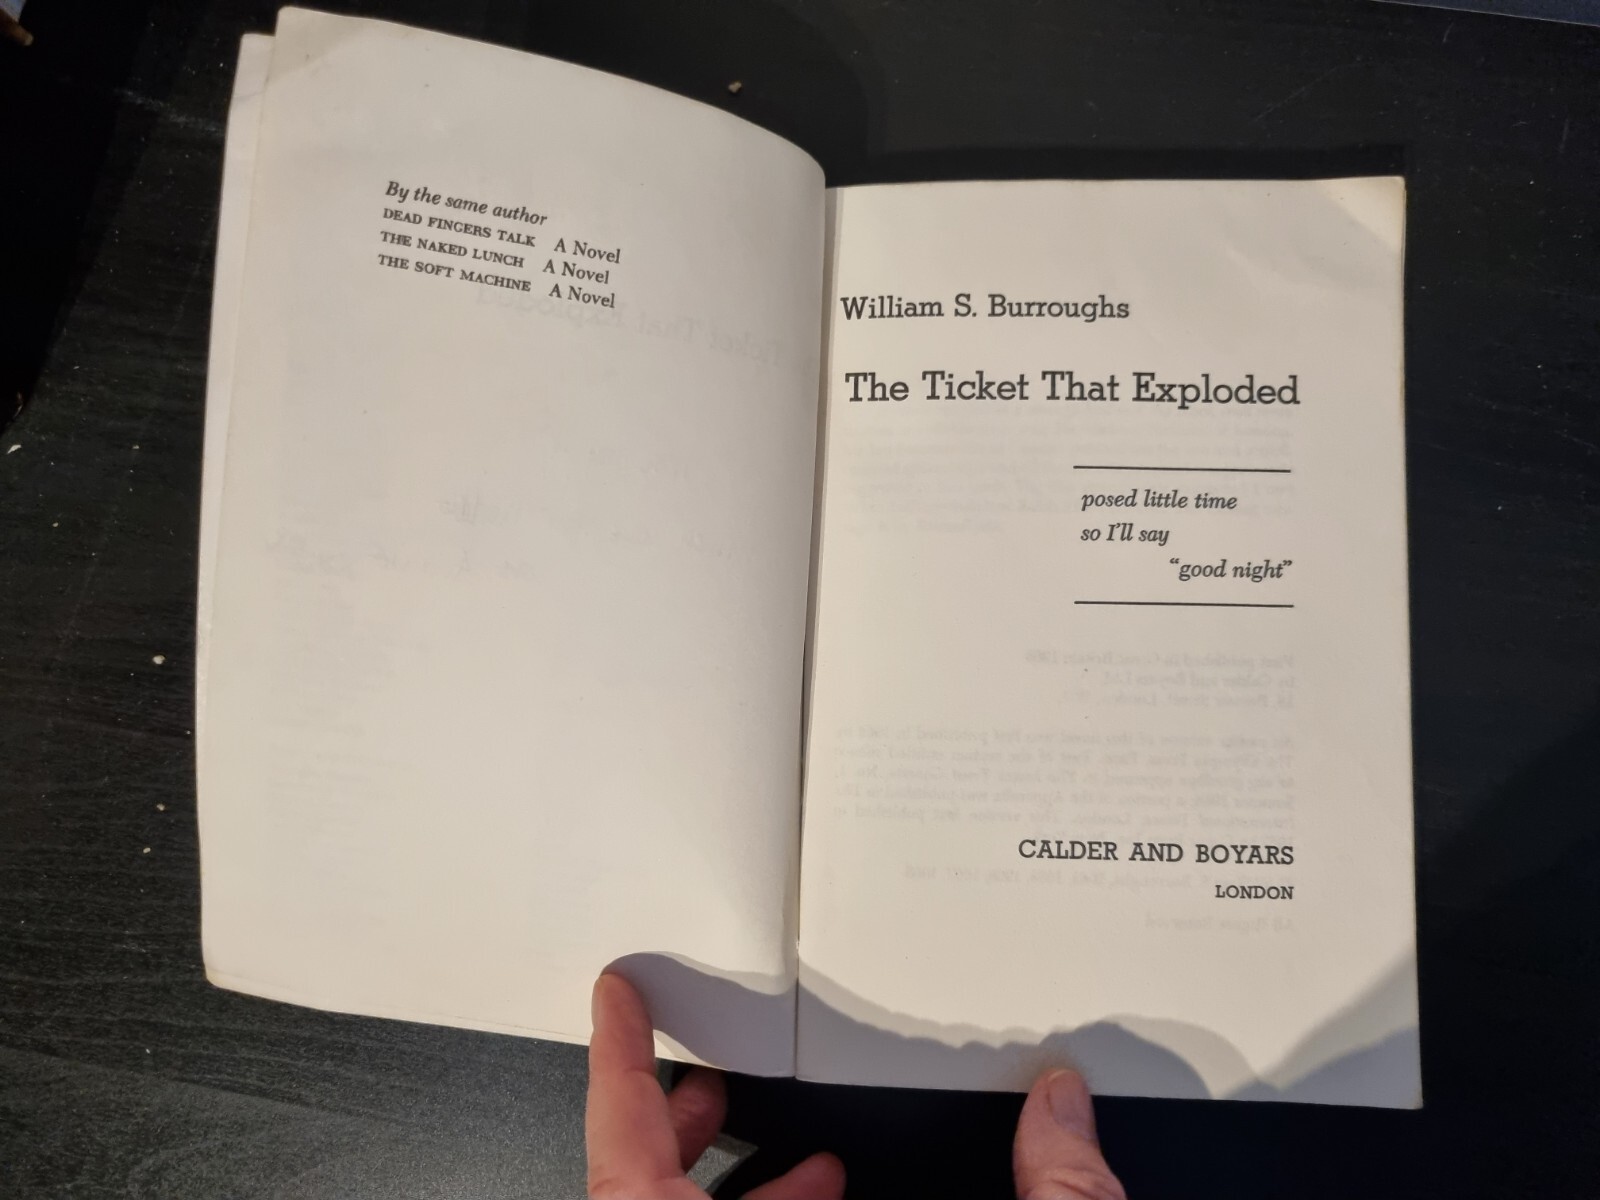 By the same author
DEAD FINGERS TALK A Novel
THE NAKED LUNCH A Novel
THE SOFT MACHINE A Novel
William S. Burroughs
The Ticket That Exploded
posed little time
so I'll say
“good night”
CALDER AND BOYARS
LONDON